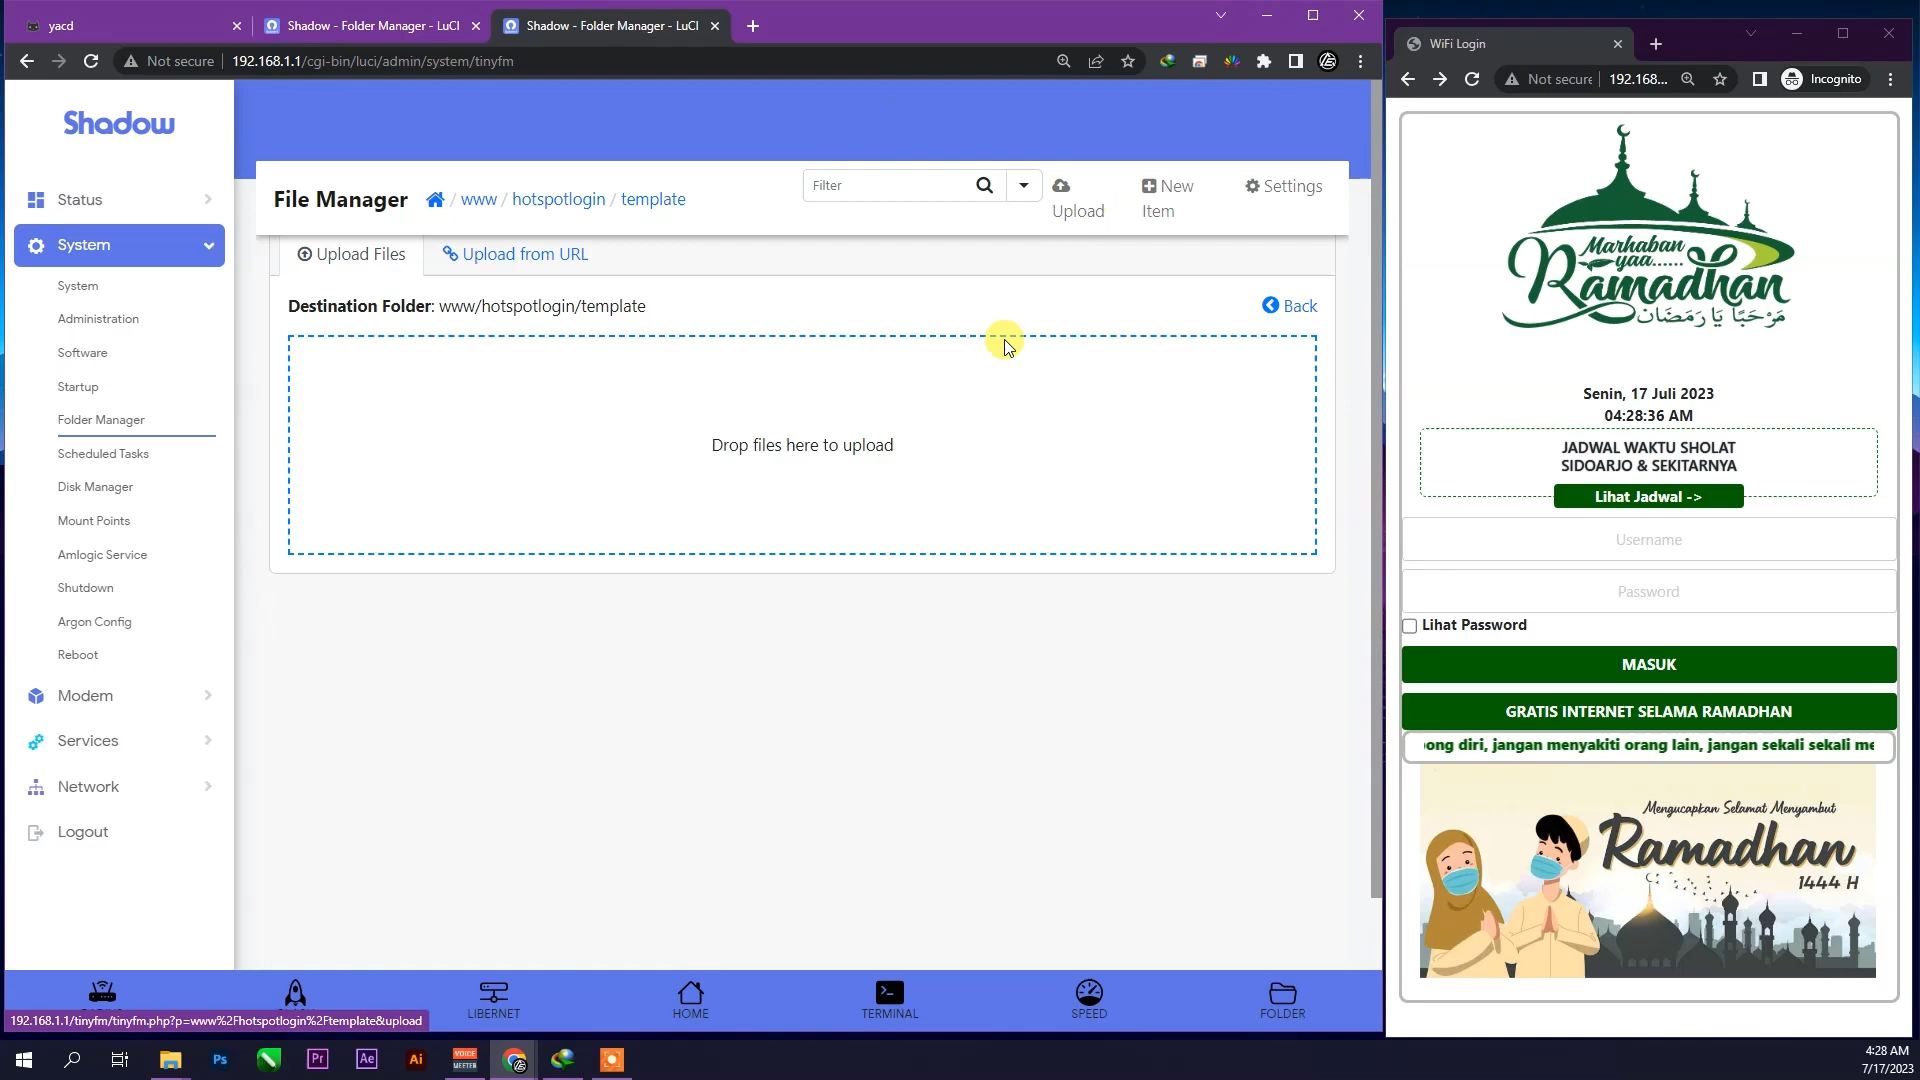 yacd
Shadow - Folder Manager - LuCI
Shadow - Folder Manager - LuCI
Not secure
192.168.1.1/cgi-bin/luci/admin/system/tinyfm
Shadow
Status
System
System
Administration
Software
Startup
Folder Manager
Scheduled Tasks
Disk Manager
Mount Points
Amlogic Service
Shutdown
Argon Config
Reboot
Modem
Services
Network
Logout
File Manager
/ www / hotspotlogin / template
Filter
Upload
New Item
Settings
Upload Files
Upload from URL
Destination Folder: www/hotspotlogin/template
Back
Drop files here to upload
LIBERNET
HOME
TERMINAL
SPEED
FOLDER
192.168.1.1/tinyfm/tinyfm.php?p=www%2Fhotspotlogin%2Ftemplate&upload
WiFi Login
Not secure
192.168...
Incognito
Marhaban
yaa......
Ramadhan
مَرْحَبًا يَا رَمَضَان
Senin, 17 Juli 2023
04:28:36 AM
JADWAL WAKTU SHOLAT
SIDOARJO & SEKITARNYA
Lihat Jadwal ->
Username
Password
Lihat Password
MASUK
GRATIS INTERNET SELAMA RAMADHAN
ong diri, jangan menyakiti orang lain, jangan sekali sekali me
Mengucapkan Selamat Menyambut
Ramadhan
1444 H
Ps
Pr
Ae
Ai
VOICE
MEETER
4:28 AM
7/17/2023